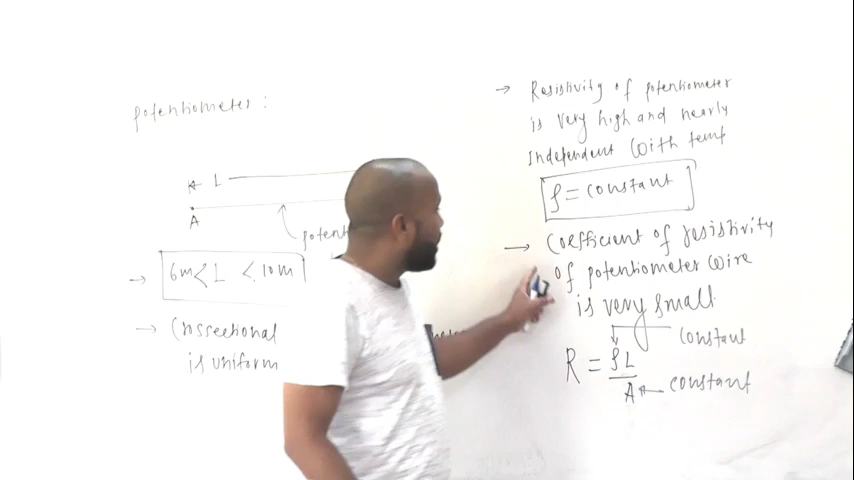 potentiometer :
L
A
6m < L < 10m
→ Crossectional
is uniform
→ Resistivity of potentiometer
is very high and nearly
independent with temp
ρ = constant
→ Coefficient of resistivity
of potentiometer wire
is very small
constant
R = ρL
A ← constant